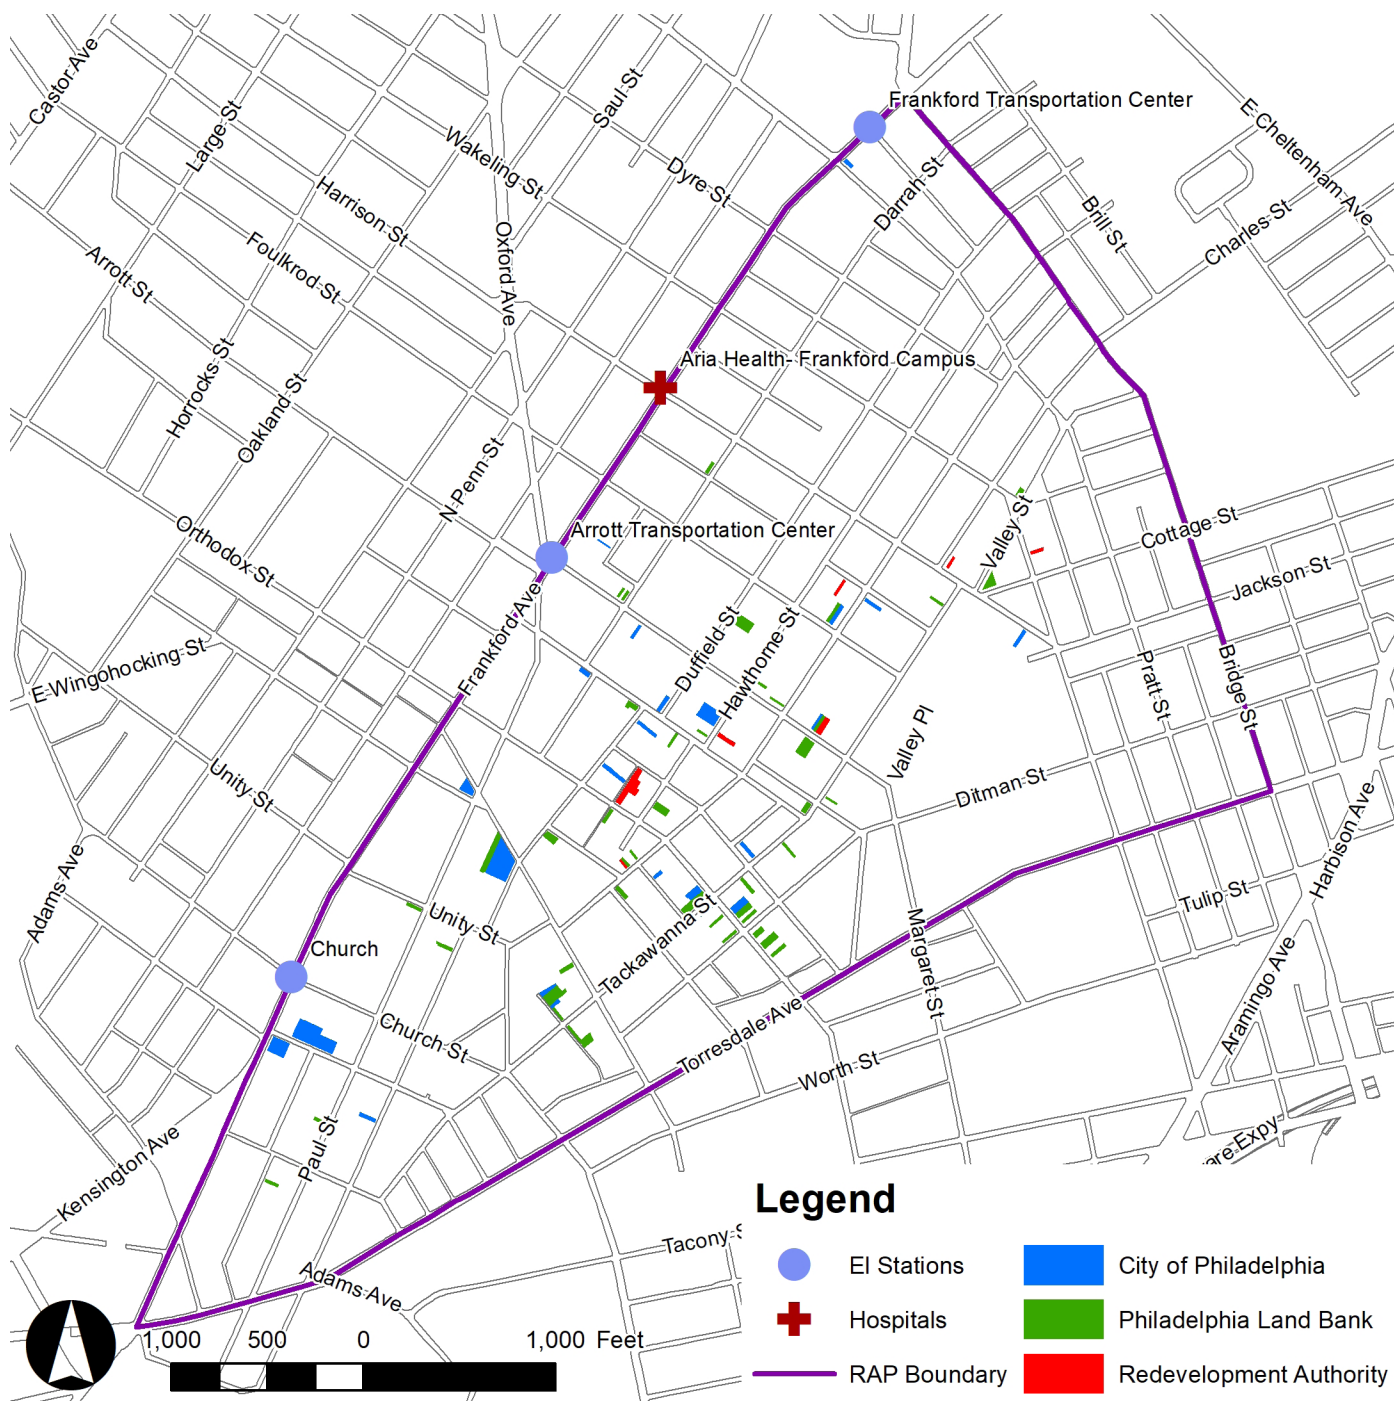 Frankford Transportation Center
Castor Ave
Large St
Saul St
Wakeling St
Dyre St
Harrison St
Darrah St
E Cheltenham Ave
Brill St
Charles St
Oxford Ave
Foulkrod St
Arrott St
Aria Health- Frankford Campus
Horrocks St
Oakland St
N Penn St
Arrott Transportation Center
Valley St
Cottage St
Jackson St
Orthodox St
Frankford Ave
Duffield St
Hawthorne St
E Wingohocking St
Pratt St
Bridge St
Valley Pl
Unity St
Ditman St
Harbison Ave
Adams Ave
Unity St
Tulip St
Tackawanna St
Margaret St
Church
Aramingo Ave
Church St
Torresdale Ave
Worth St
Paul St
Kensington Ave
are Expy
Tacony S
Adams Ave
Legend
El Stations
Hospitals
RAP Boundary
City of Philadelphia
Philadelphia Land Bank
Redevelopment Authority
1,000 500 0 1,000 Feet